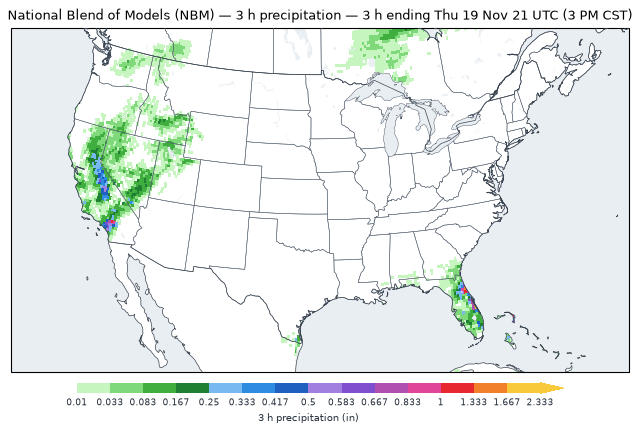 National Blend of Models (NBM) — 3 h precipitation — 3 h ending Thu 19 Nov 21 UTC (3 PM CST)
0.01 0.033 0.083 0.167 0.25 0.333 0.417 0.5 0.583 0.667 0.833 1 1.333 1.667 2.333
3 h precipitation (in)